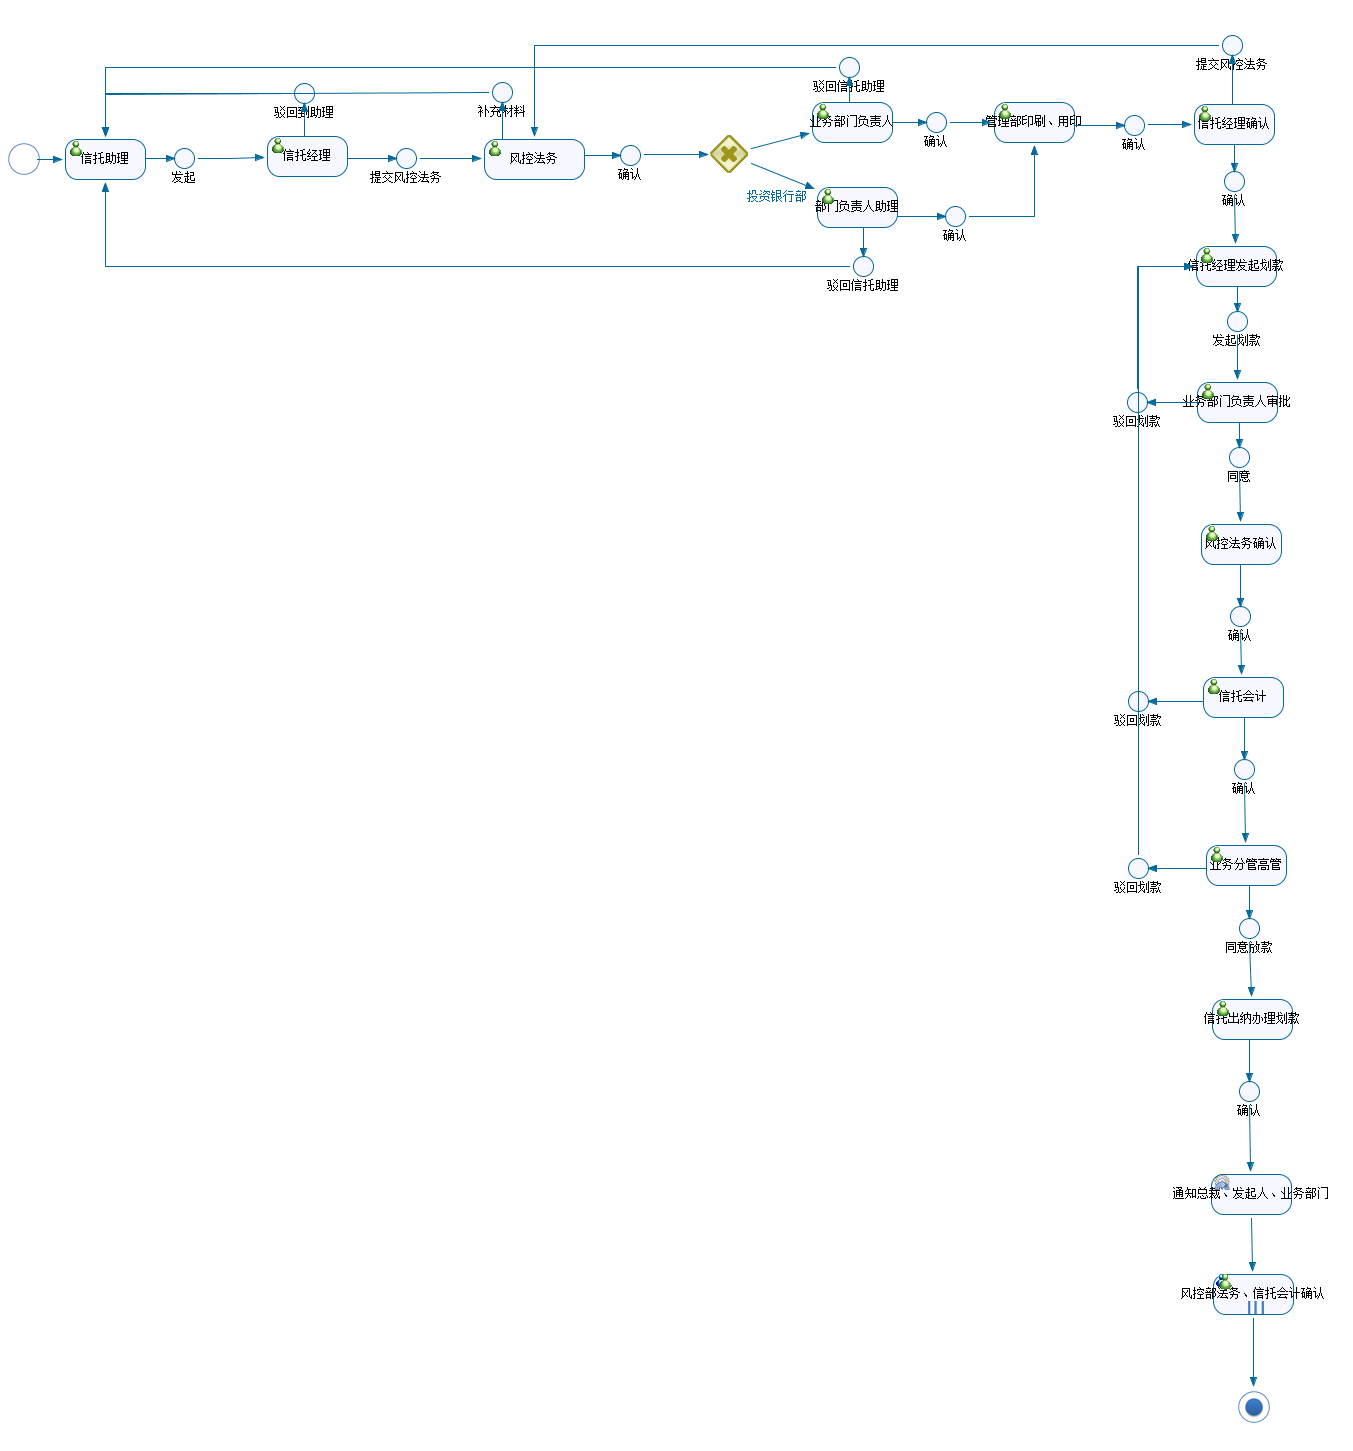 提交风控法务
驳回信托助理
驳回到助理
补充材料
业务部门负责人
管理部印刷、用印
信托经理确认
确认
确认
信托助理
信托经理
风控法务
发起
提交风控法务
确认
投资银行部
部门负责人助理
确认
确认
驳回信托助理
信托经理发起划款
发起划款
业务部门负责人审批
驳回划款
同意
风控法务确认
确认
信托会计
驳回划款
确认
业务分管高管
驳回划款
同意放款
信托出纳办理划款
确认
通知总裁、发起人、业务部门
风控部法务、信托会计确认